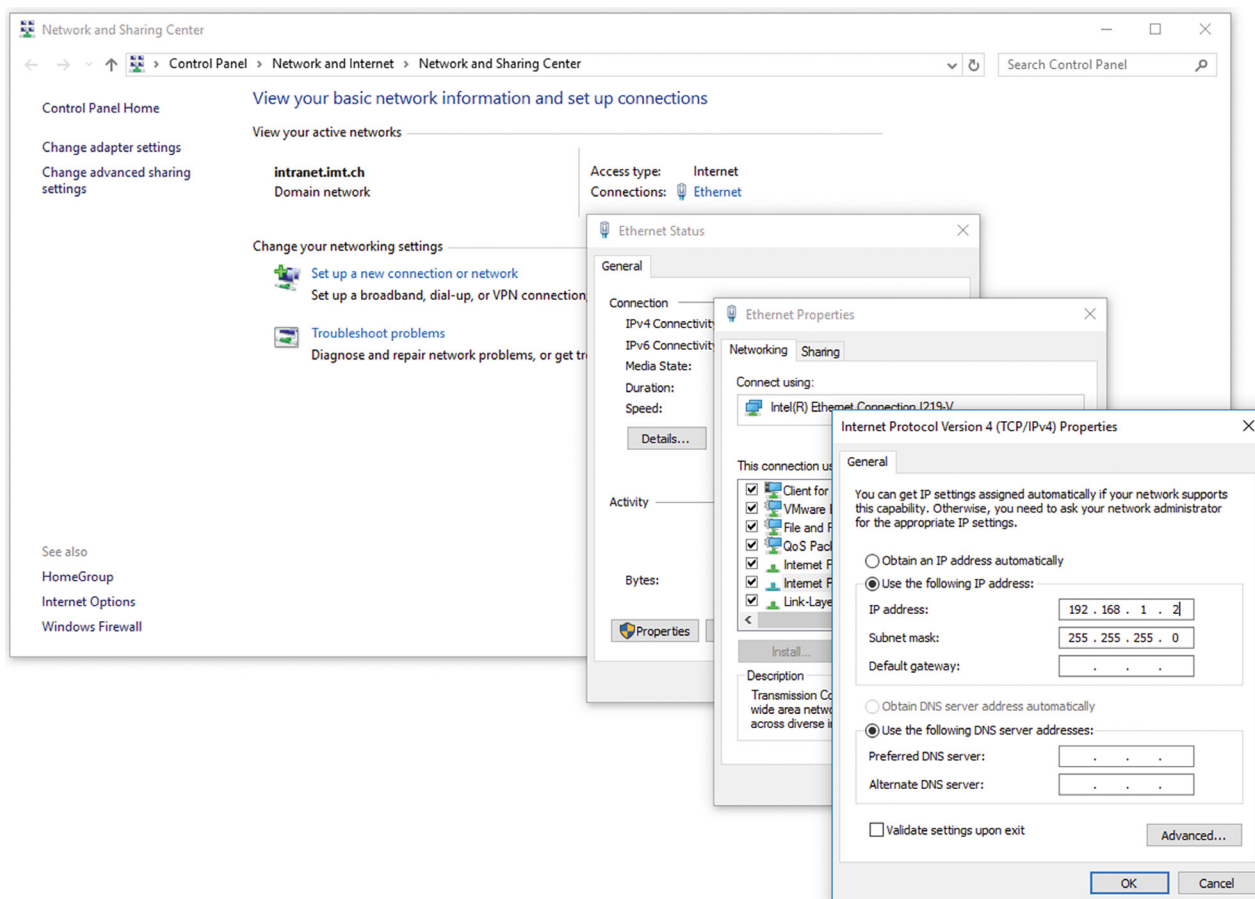 Network and Sharing Center
Control Panel > Network and Internet > Network and Sharing Center
Search Control Panel
Control Panel Home
Change adapter settings
Change advanced sharing
settings
See also
HomeGroup
Internet Options
Windows Firewall
View your basic network information and set up connections
View your active networks
intranet.imt.ch
Domain network
Access type: Internet
Connections: Ethernet
Change your networking settings
Set up a new connection or network
Set up a broadband, dial-up, or VPN connection
Troubleshoot problems
Diagnose and repair network problems, or get
Ethernet Status
General
Connection
IPv4
IPv6
Media State:
Duration:
Speed:
Details...
Activity
Bytes:
Properties
Ethernet Properties
Networking Sharing
Connect using:
Intel(R) Ethernet Connection I219-V
This connection
Client for
VMware
File and
QoS
Internet
Internet
Install...
Description
Transmission
wide area
across diverse
Internet Protocol Version 4 (TCP/IPv4) Properties
General
You can get IP settings assigned automatically if your network supports
this capability. Otherwise, you need to ask your network administrator
for the appropriate IP settings.
Obtain an IP address automatically
Use the following IP address:
IP address: 192 . 168 . 1 . 2
Subnet mask: 255 . 255 . 255 . 0
Default gateway: . . .
Obtain DNS server address automatically
Use the following DNS server addresses:
Preferred DNS server: . . .
Alternate DNS server: . . .
Validate settings upon exit
Advanced...
OK Cancel